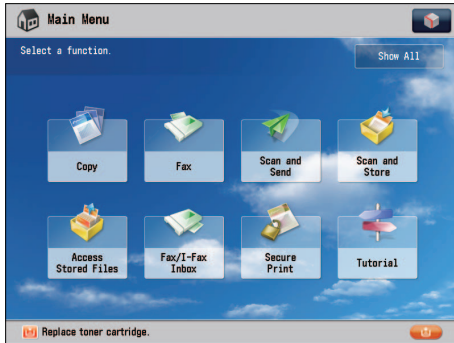 Main Menu
Select a function.
Show All
Copy
Fax
Scan and
Send
Scan and
Store
Access
Stored Files
Fax/I-Fax
Inbox
Secure
Print
Tutorial
Replace toner cartridge.